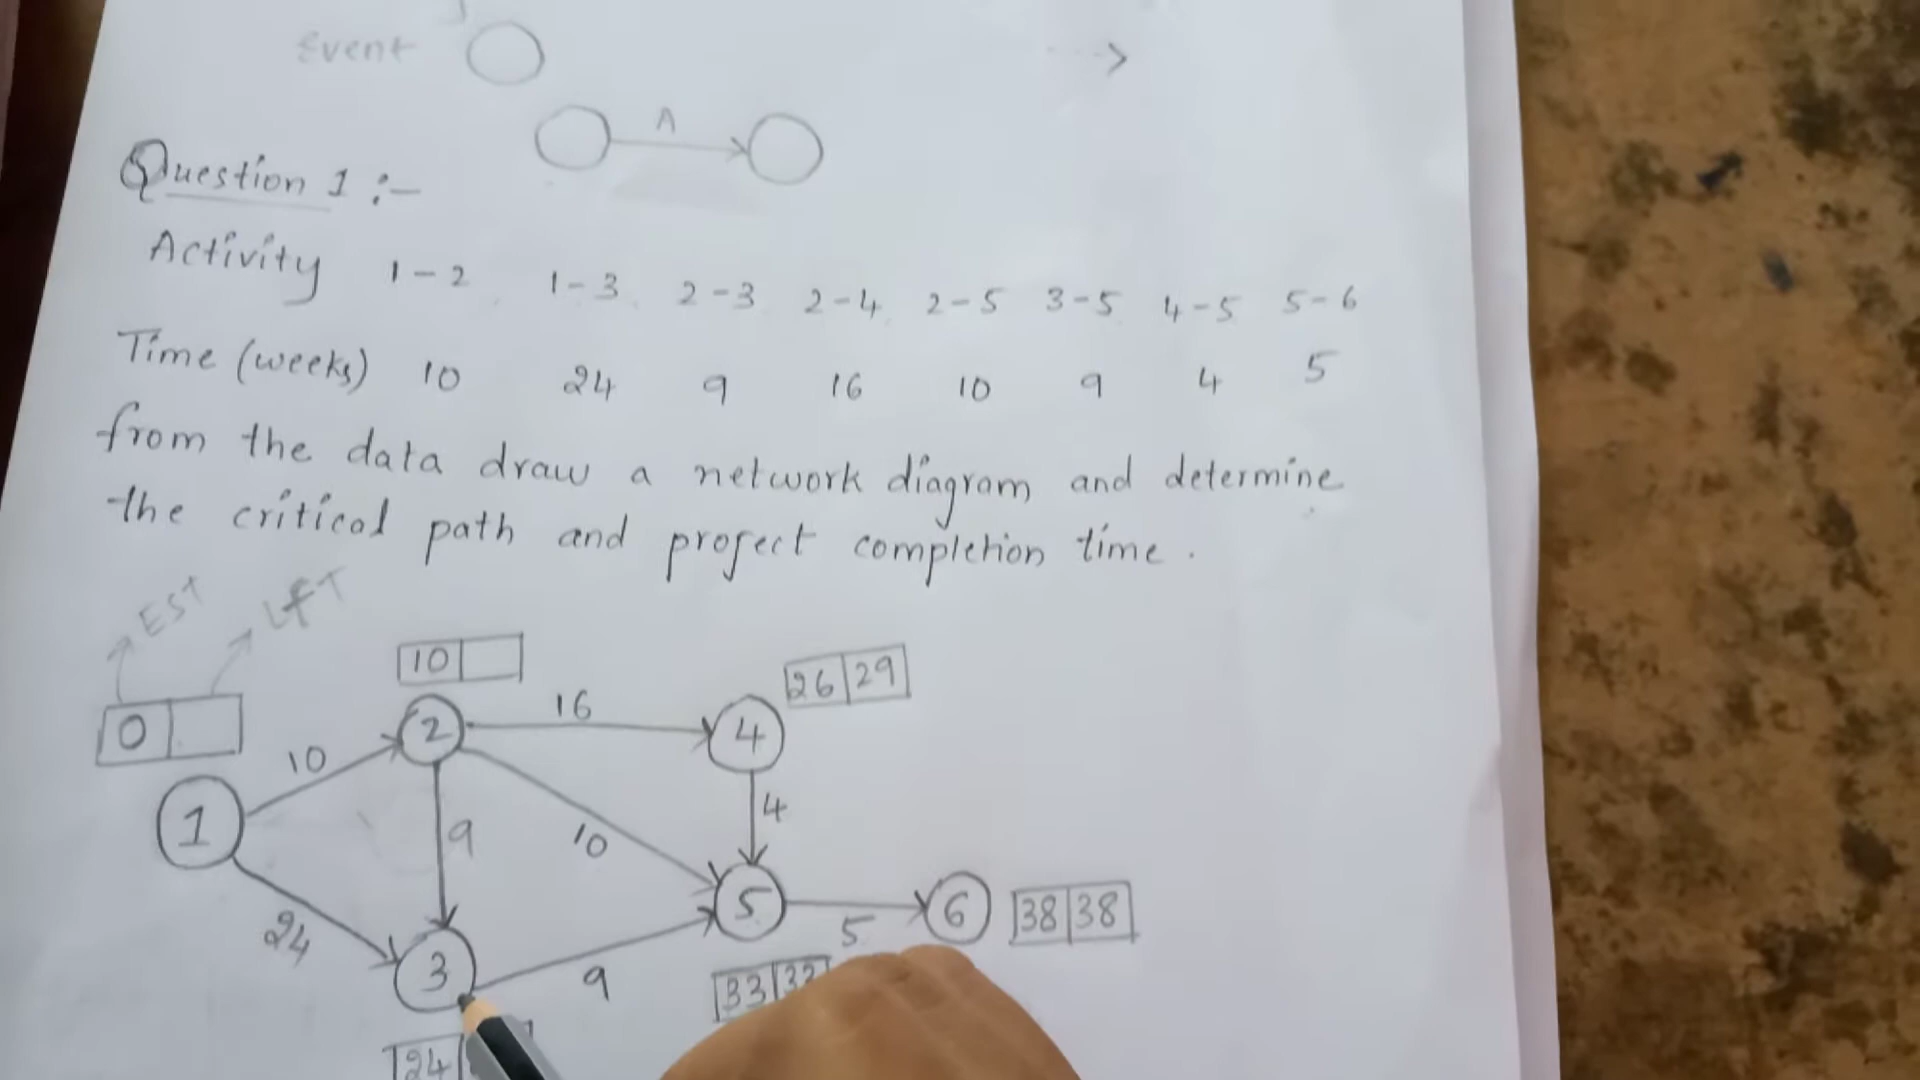 Event
A
Question 1 :-
Activity 1-2 1-3 2-3 2-4 2-5 3-5 4-5 5-6
Time (weeks) 10 24 9 16 10 9 4 5
from the data draw a network diagram and determine
the critical path and project completion time.
EST LFT
10
26 29
0
16
2
4
10
4
1
9
10
5
6
38 38
24
5
3
9
33 33
24